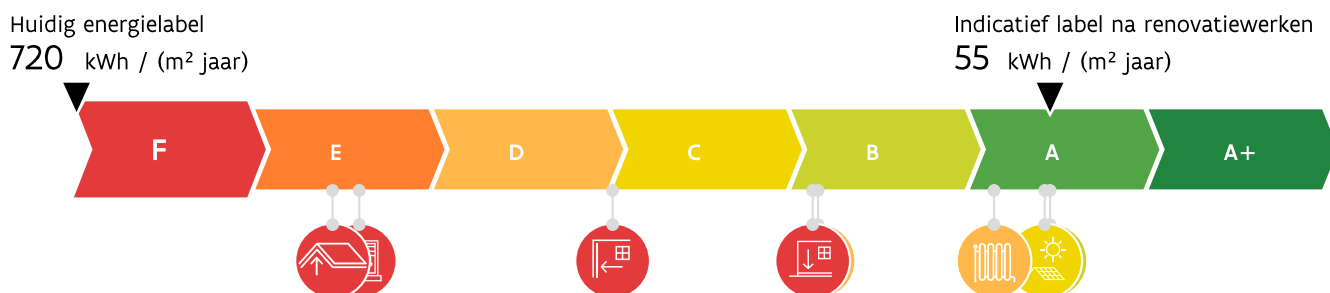 Huidig energielabel
720 kWh / (m² jaar)
Indicatief label na renovatiewerken
55 kWh / (m² jaar)
F
E
D
C
B
A
A+